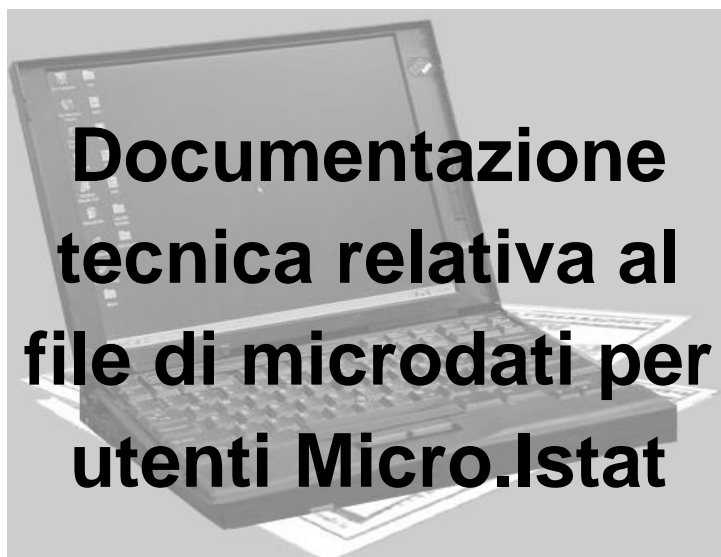 Documentazione
tecnica relativa al
file di microdati per
utenti Micro.Istat